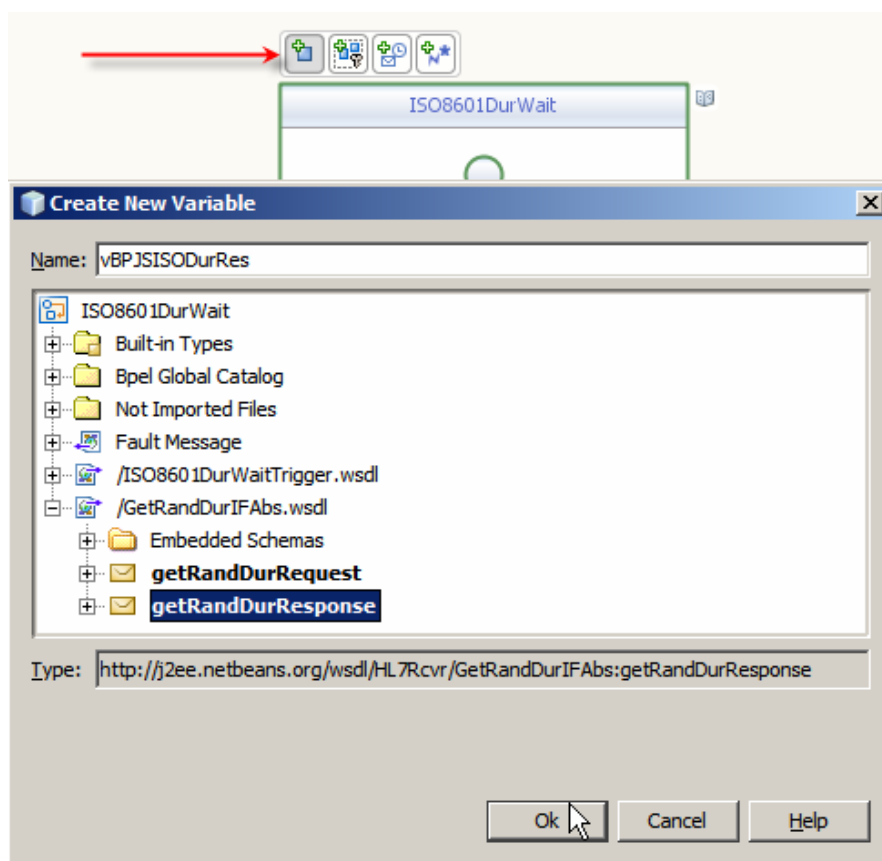 ISO8601DurWait
Create New Variable
Name: vBPJSISODurRes
ISO8601DurWait
Built-in Types
Bpel Global Catalog
Not Imported Files
Fault Message
/ISO8601DurWaitTrigger.wsdl
/GetRandDurIFAbs.wsdl
Embedded Schemas
getRandDurRequest
getRandDurResponse
Type: http://j2ee.netbeans.org/wsdl/HL7Rcvr/GetRandDurIFAbs:getRandDurResponse
Ok Cancel Help